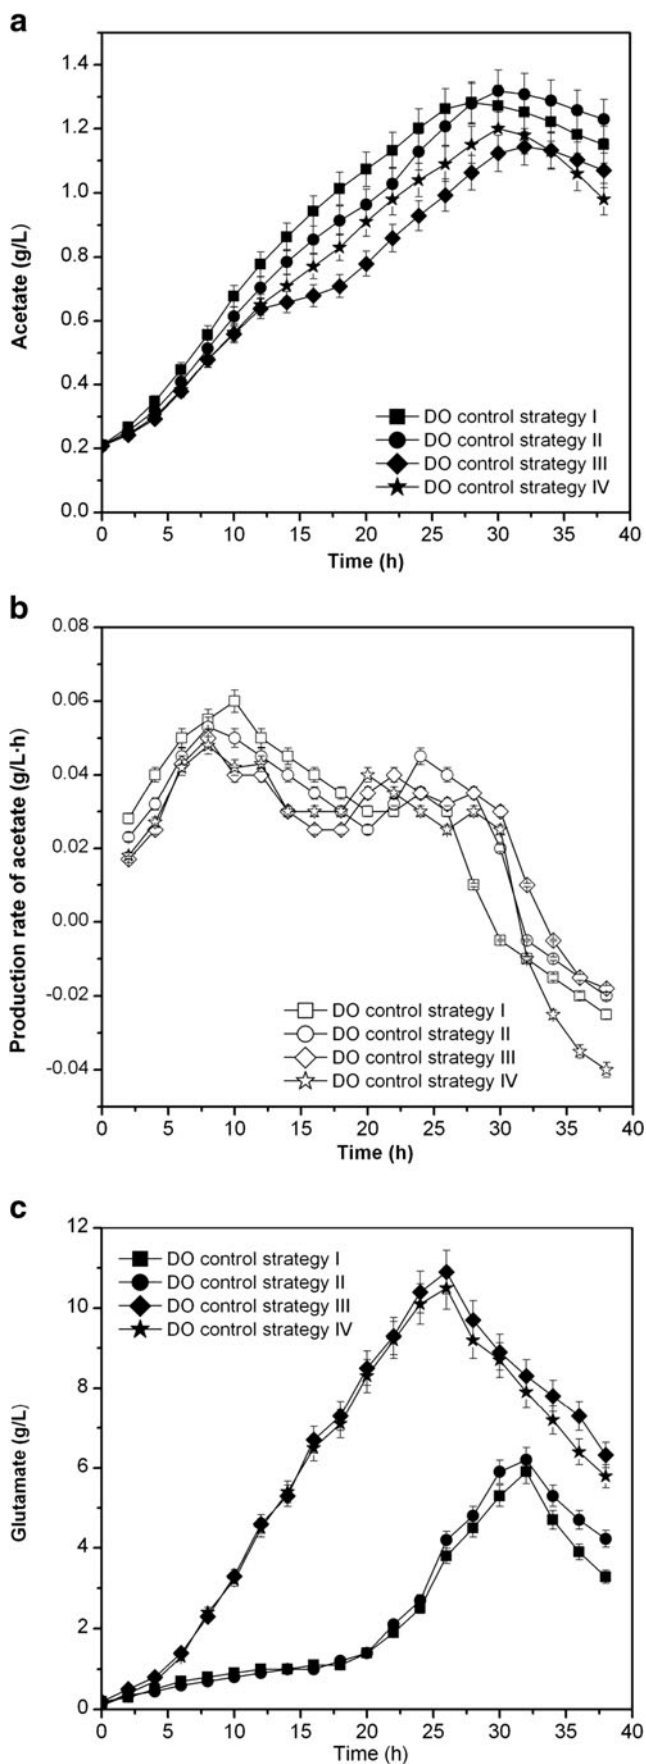 a
1.4
1.2
1.0
0.8
0.6
0.4
0.2
0.0
Acetate (g/L)
DO control strategy I
DO control strategy II
DO control strategy III
DO control strategy IV
0 5 10 15 20 25 30 35 40
Time (h)
b
0.08
0.06
0.04
0.02
0.00
-0.02
-0.04
Production rate of acetate (g/L·h)
DO control strategy I
DO control strategy II
DO control strategy III
DO control strategy IV
0 5 10 15 20 25 30 35 40
Time (h)
c
12
10
8
6
4
2
0
Glutamate (g/L)
DO control strategy I
DO control strategy II
DO control strategy III
DO control strategy IV
0 5 10 15 20 25 30 35 40
Time (h)